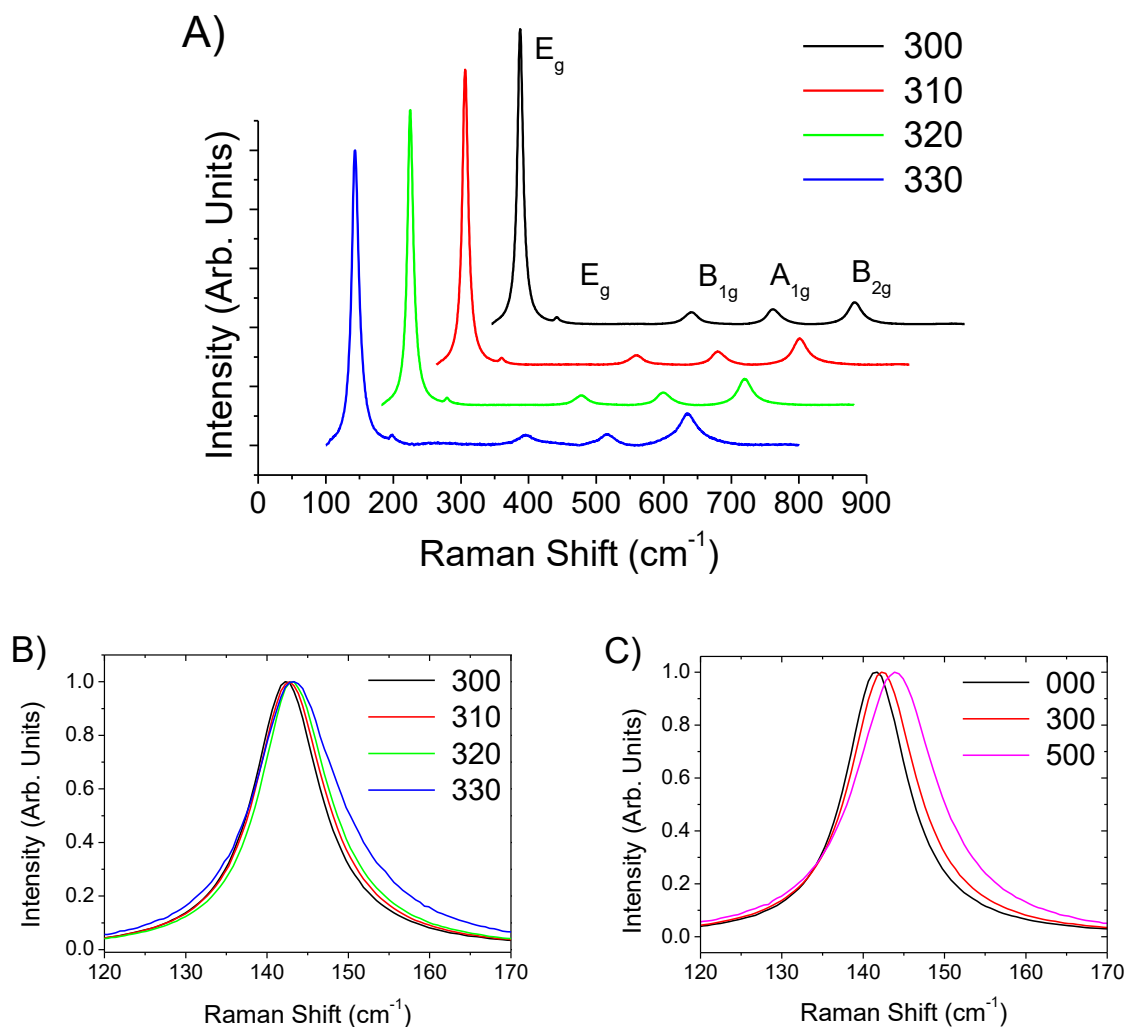 A)
E_g
300
310
320
330
E_g
B_1g
A_1g
B_2g
Intensity (Arb. Units)
0 100 200 300 400 500 600 700 800 900
Raman Shift (cm⁻¹)
B)
300
310
320
330
Intensity (Arb. Units)
1.0
0.8
0.6
0.4
0.2
0.0
120 130 140 150 160 170
Raman Shift (cm⁻¹)
C)
000
300
500
Intensity (Arb. Units)
1.0
0.8
0.6
0.4
0.2
0.0
120 130 140 150 160 170
Raman Shift (cm⁻¹)